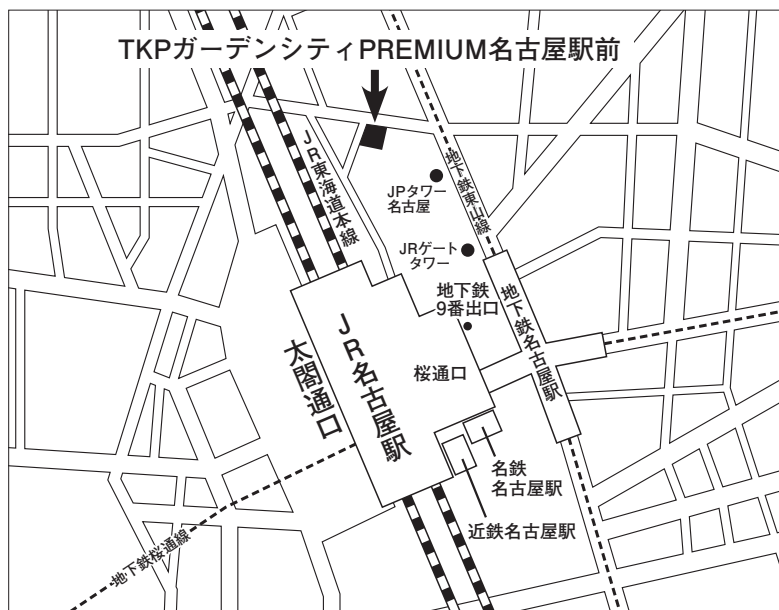 TKPガーデンシティPREMIUM名古屋駅前
JR東海道本線
地下鉄東山線
JPタワー
名古屋
JRゲート
タワー
地下鉄
9番出口
地下鉄名古屋駅
JR名古屋駅
太閤通口
桜通口
名鉄
名古屋駅
近鉄名古屋駅
地下鉄桜通線